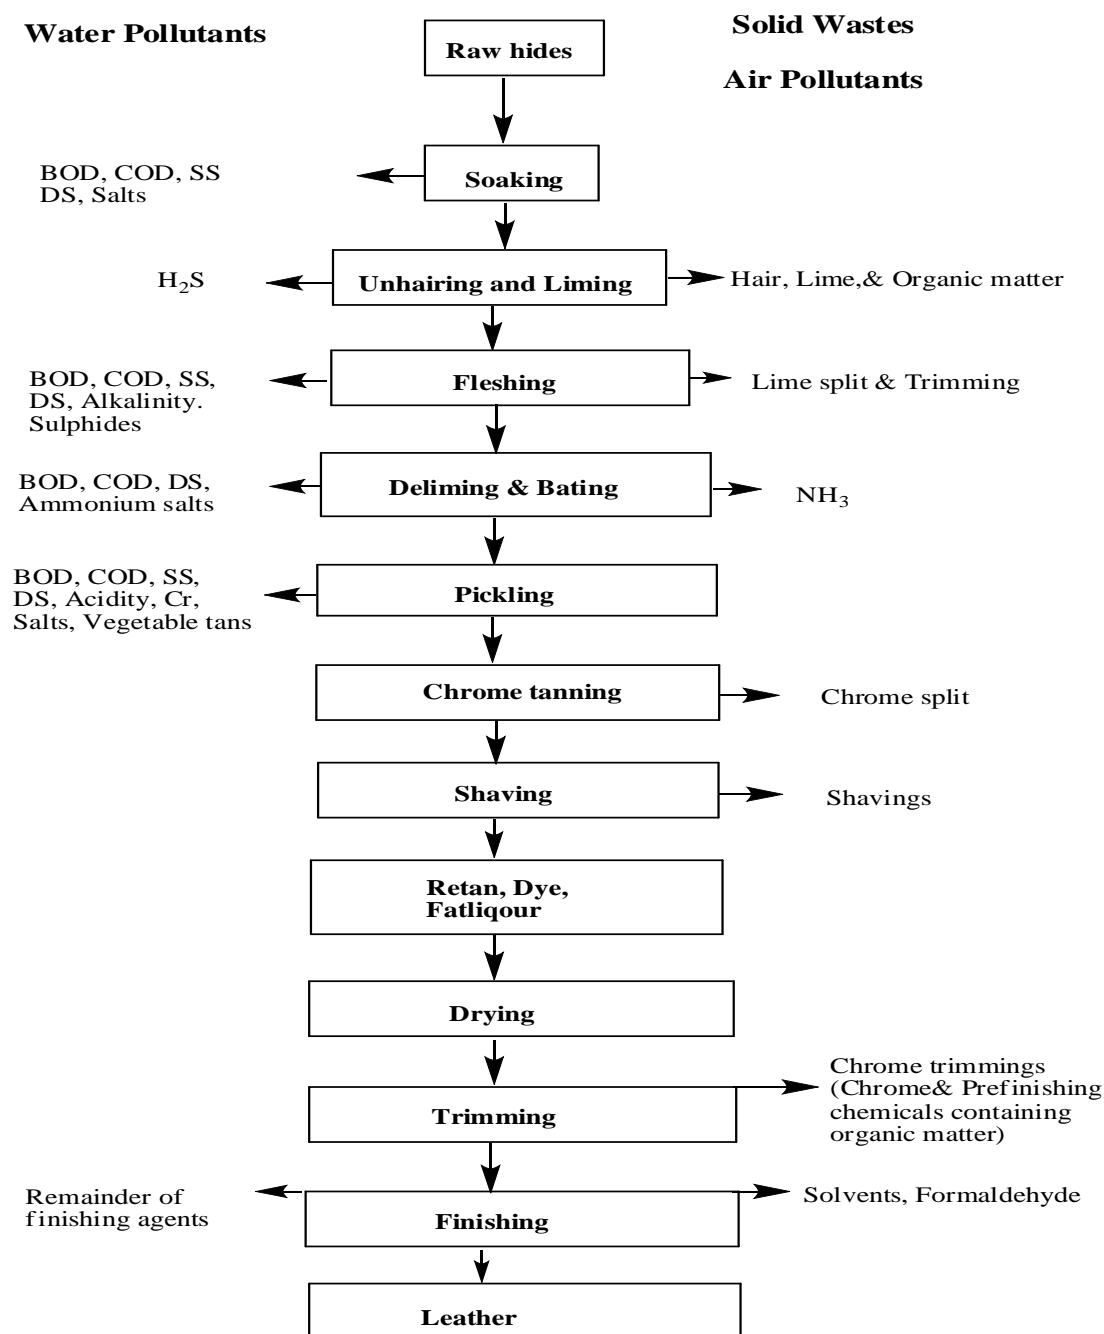 Water Pollutants
Solid Wastes
Air Pollutants
Raw hides
BOD, COD, SS
DS, Salts
Soaking
H₂S
Unhairing and Liming
Hair, Lime,& Organic matter
BOD, COD, SS,
DS, Alkalinity.
Sulphides
Fleshing
Lime split & Trimming
BOD, COD, DS,
Ammonium salts
Deliming & Bating
NH₃
BOD, COD, SS,
DS, Acidity, Cr,
Salts, Vegetable tans
Pickling
Chrome tanning
Chrome split
Shaving
Shavings
Retan, Dye,
Fatliqour
Drying
Trimming
Chrome trimmings
(Chrome& Prefinishing
chemicals containing
organic matter)
Remainder of
finishing agents
Finishing
Solvents, Formaldehyde
Leather